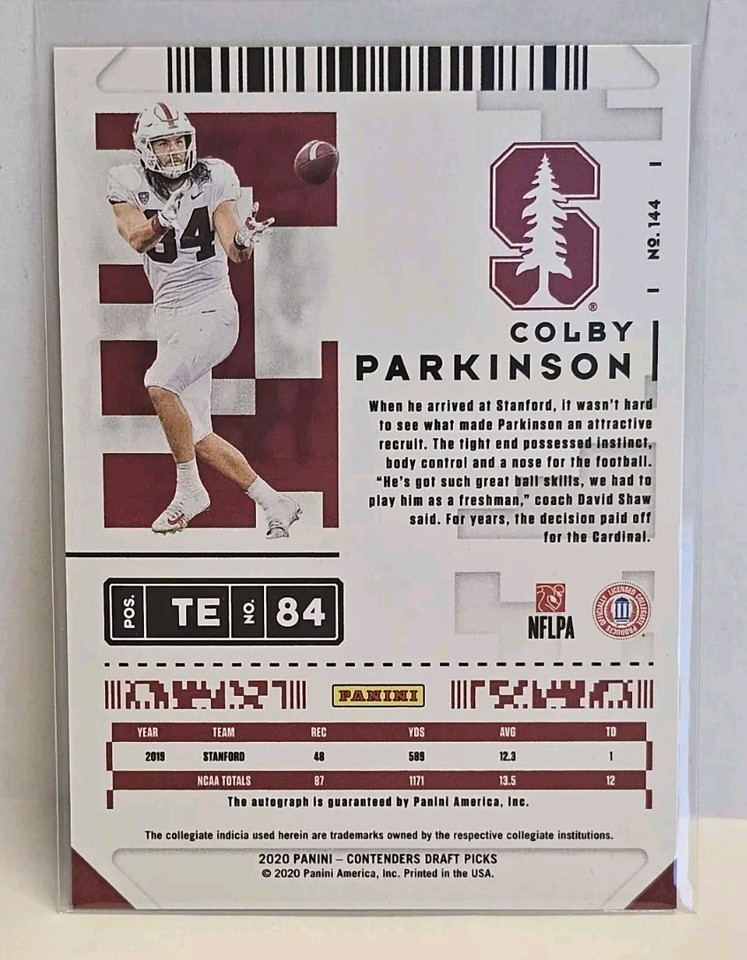 84
S
®
No. 144
COLBY
PARKINSON
When he arrived at Stanford, it wasn't hard
to see what made Parkinson an attractive
recruit. The tight end possessed instinct,
body control and a nose for the football.
"He's got such great ball skills, we had to
play him as a freshman," coach David Shaw
said. For years, the decision paid off
for the Cardinal.
POS. TE NO. 84
NFLPA
OFFICIALLY LICENSED COLLEGIATE PRODUCTS
PANINI
YEAR TEAM REC YDS AVG TD
2019 STANFORD 48 589 12.3 1
NCAA TOTALS 87 1171 13.5 12
The autograph is guaranteed by Panini America, Inc.
The collegiate indicia used herein are trademarks owned by the respective collegiate institutions.
2020 PANINI – CONTENDERS DRAFT PICKS
© 2020 Panini America, Inc. Printed in the USA.